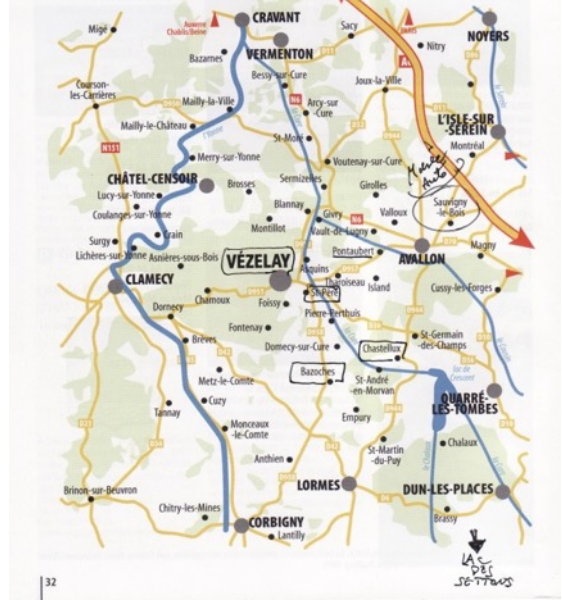 CRAVANT
Auxerre
Chablis/Beine
PARIS
Migé
Sacy
NOYERS
VERMONTON
Nitry
Bazarnes
Bessy-sur-Cure
Joux-la-Ville
Courson-
les-Carrières
N6
Arcy-sur
-Cure
Mailly-la-Ville
Mailly-le-Château
L'ISLE-SUR
-SEREIN
St-Moré
N151
Montréal
Merry-sur-Yonne
Voutenay-sur-Cure
CHÂTEL-CENSOIR
Sermizelles
Girolles
Brosses
Lucy-sur-Yonne
Sauvigny
-le-Bois
Coulanges-sur-Yonne
Blannay
Givry
N6
Valloux
Montillot
Vault-de-Lugny
Crain
Surgy
Lichères-sur-Yonne
Pontaubert
AVALLON
Magny
Asnières-sous-Bois
VÉZELAY
Asquins
CLAMECY
Tharoiseau
Island
Cussy-les-Forges
Chamoux
St-Père
Foissy
Dornecy
Pierre-Perthuis
Fontenay
St-Germain
-des-Champs
Brèves
Domecy-sur-Cure
Chastellux
Metz-le-Comte
Bazoches
St-André
-en-Morvan
lac de
Crescent
QUARRÉ
-LES-TOMBES
Cuzy
Tannay
Empury
Monceaux
-le-Comte
St-Martin
-du-Puy
Chalaux
Anthien
Brinon-sur-Beuvron
LORMES
DUN-LES-PLACES
Chitry-les-Mines
Brassy
CORBIGNY
Lantilly
LAC
DES
SETTONS
32